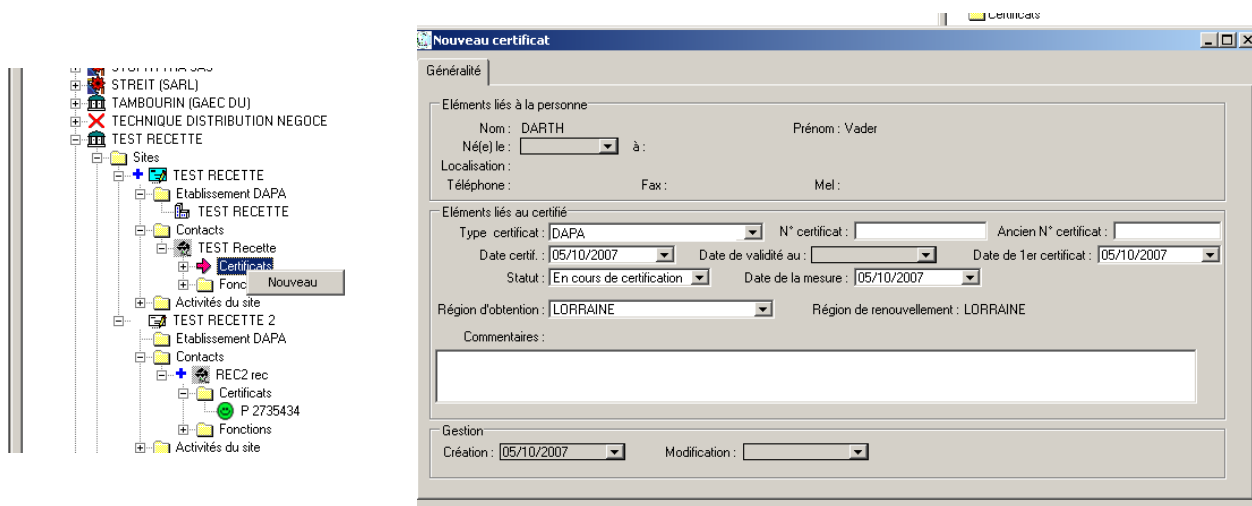 STREIT (SARL)
TAMBOURIN (GAEC DU)
TECHNIQUE DISTRIBUTION NEGOCE
TEST RECETTE
Sites
TEST RECETTE
Etablissement DAPA
TEST RECETTE
Contacts
TEST Recette
Certificats
Fonc
Nouveau
Activités du site
TEST RECETTE 2
Etablissement DAPA
Contacts
REC2 rec
Certificats
P 2735434
Fonctions
Activités du site
Certificats
Nouveau certificat
Généralité
Eléments liés à la personne
Nom : DARTH Prénom : Vader
Né(e) le : à :
Localisation :
Téléphone : Fax : Mel :
Eléments liés au certifié
Type certificat : DAPA N° certificat : Ancien N° certificat :
Date certif. : 05/10/2007 Date de validité au : Date de 1er certificat : 05/10/2007
Statut : En cours de certification Date de la mesure : 05/10/2007
Région d'obtention : LORRAINE Région de renouvellement : LORRAINE
Commentaires :
Gestion
Création : 05/10/2007 Modification :